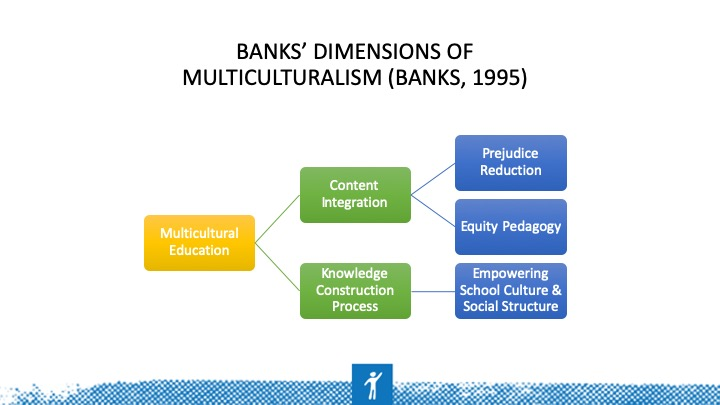 BANKS’ DIMENSIONS OF
MULTICULTURALISM (BANKS, 1995)
Multicultural
Education
Content
Integration
Knowledge
Construction
Process
Prejudice
Reduction
Equity Pedagogy
Empowering
School Culture &
Social Structure